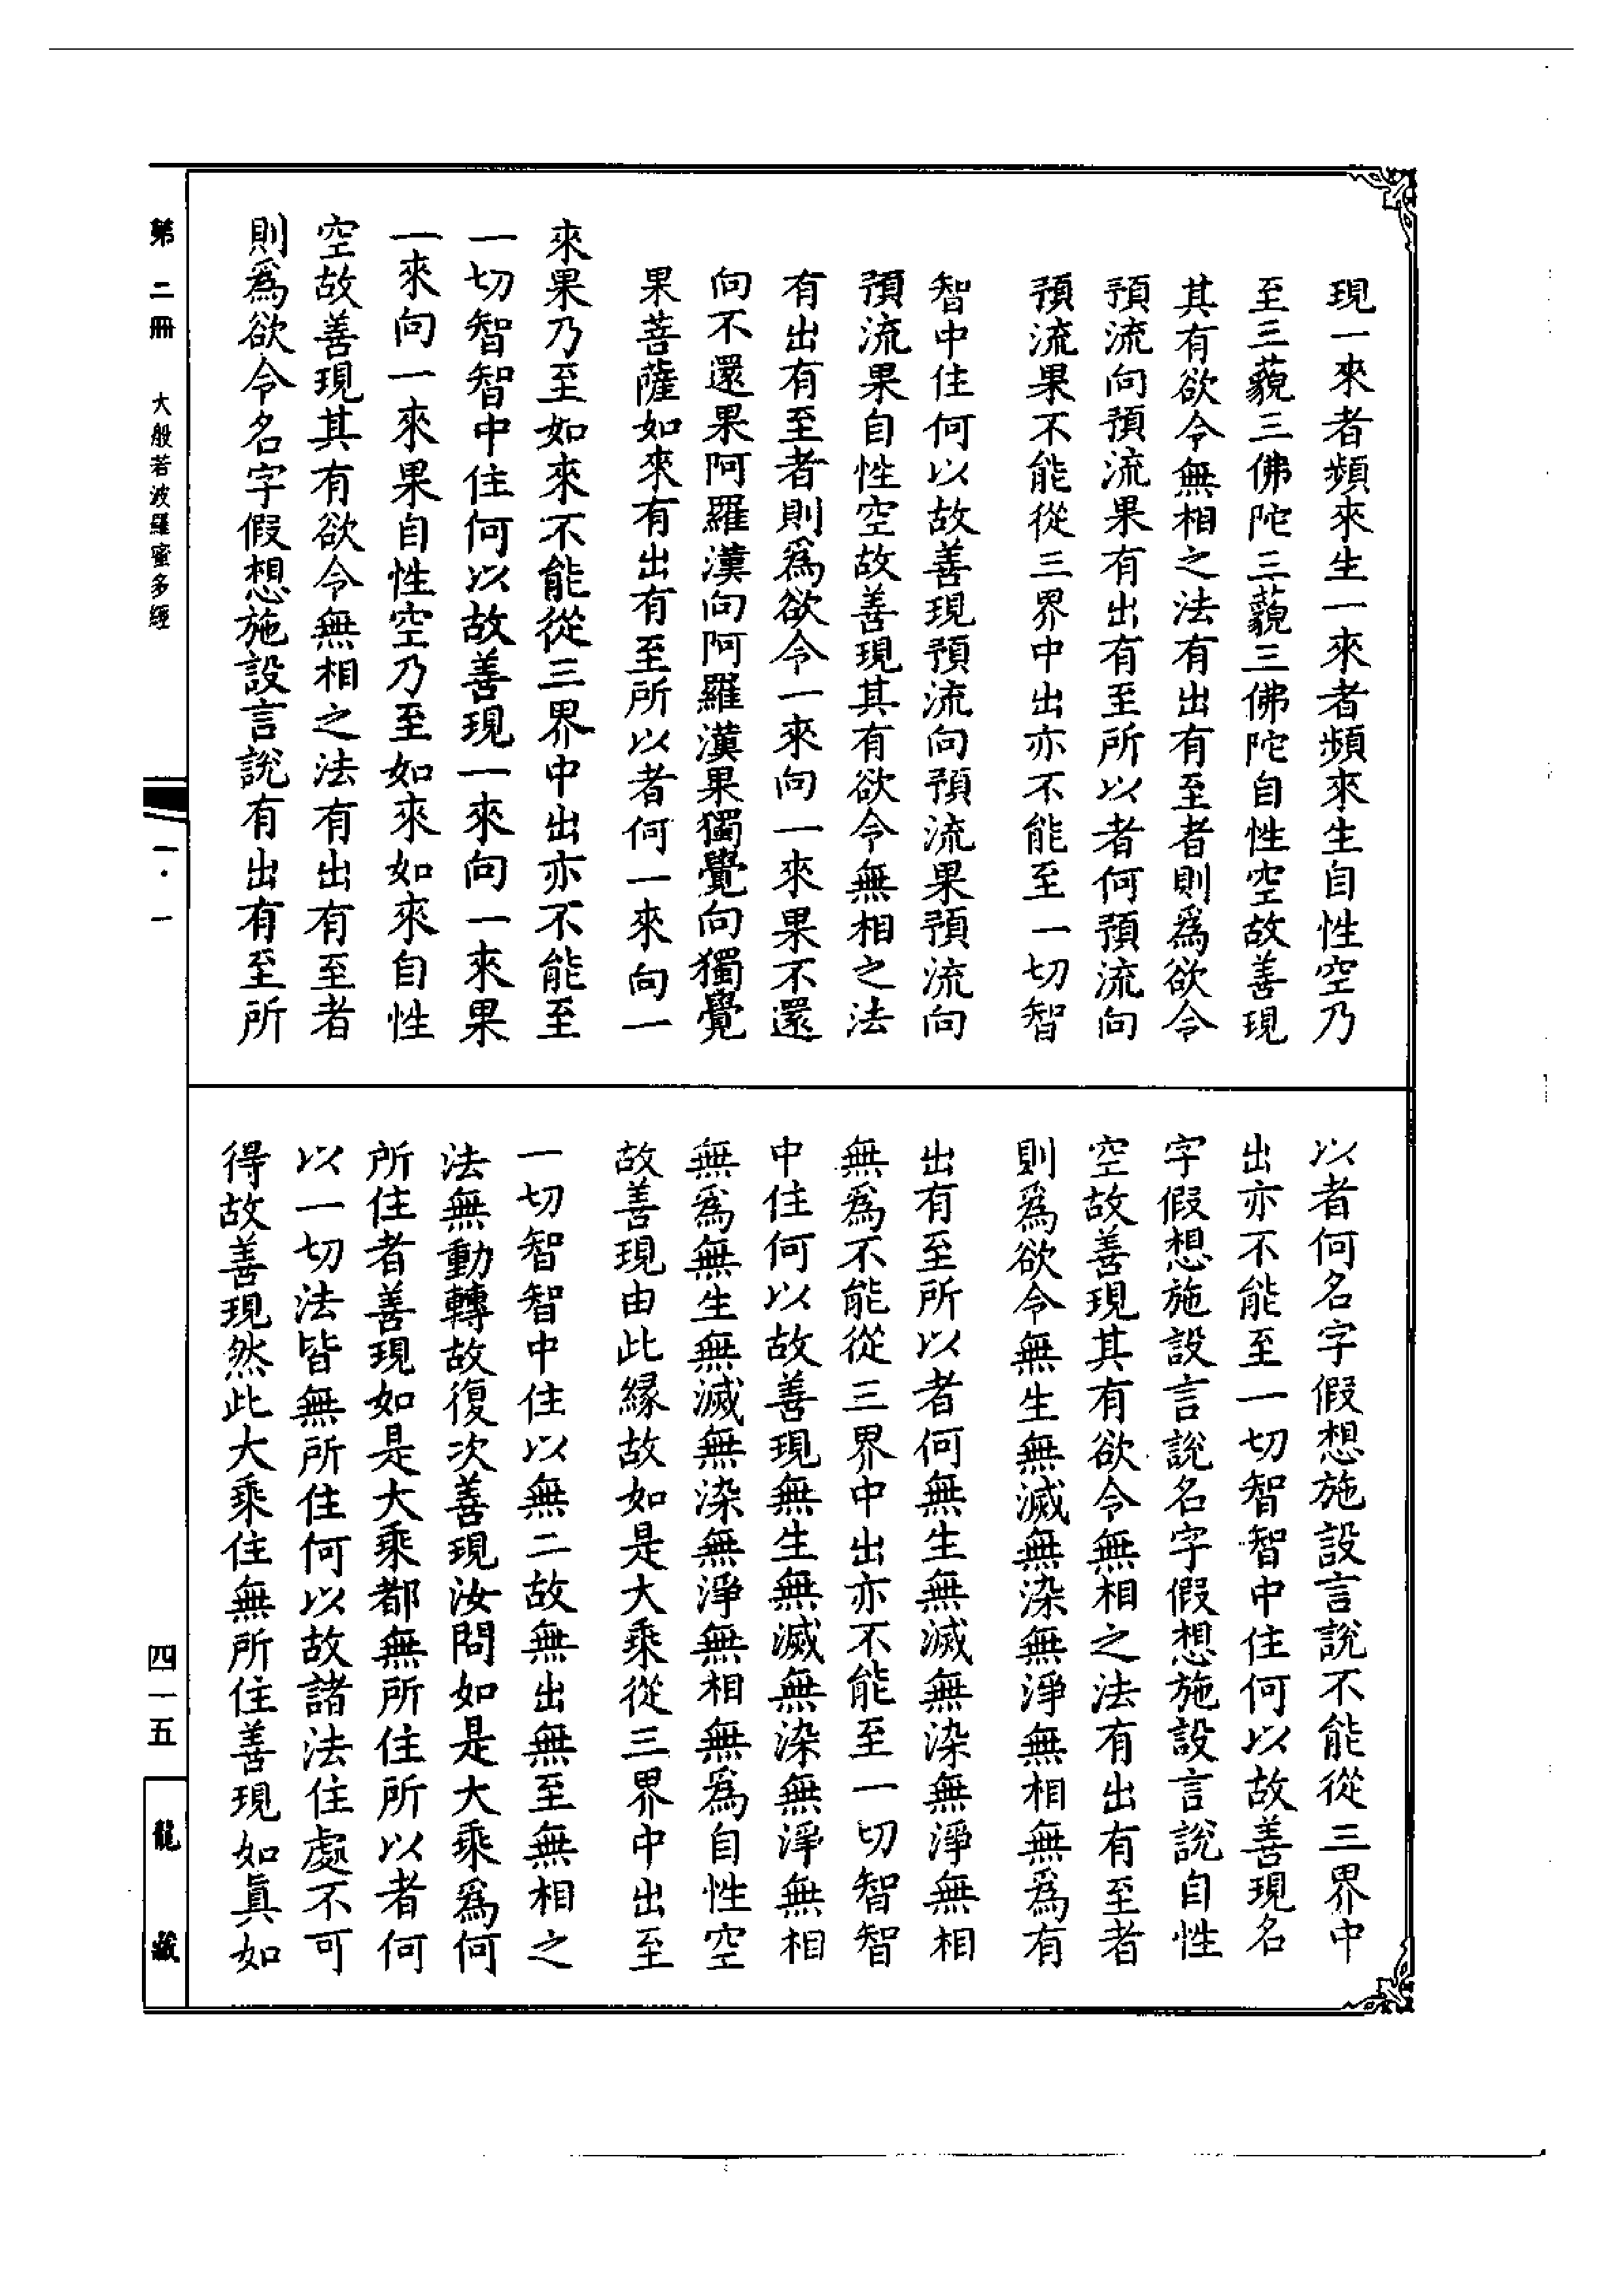 現一來者頻來生一來者頻來生自性空乃
至三藐三佛陀三藐三佛陀自性空故善現
其有欲令無相之法有出有至者則爲欲令
預流向預流果有出有至所以者何預流向
預流果不能從三界中出亦不能至一切智
智中住何以故善現預流向預流果預流向
預流果自性空故善現其有欲令無相之法
有出有至者則爲欲令一來向一來果不還
向不還果阿羅漢向阿羅漢果獨覺向獨覺
果菩薩如來有出有至所以者何一來向一
來果乃至如來不能從三界中出亦不能至
一切智智中住何以故善現一來向一來果
一來向一來果自性空乃至如來如來自性
空故善現其有欲令無相之法有出有至者
則爲欲令名字假想施設言說有出有至所
以者何名字假想施設言說不能從三界中
出亦不能至一切智智中住何以故善現名
字假想施設言說名字假想施設言說自性
空故善現其有欲令無相之法有出有至者
則爲欲令無生無滅無染無淨無相無爲有
出有至所以者何無生無滅無染無淨無相
無爲不能從三界中出亦不能至一切智智
中住何以故善現無生無滅無染無淨無相
無爲無生無滅無染無淨無相無爲自性空
故善現由此緣故如是大乘從三界中出至
一切智智中住以無二故無出無至無相之
法無動轉故復次善現汝問如是大乘爲何
所住者善現如是大乘都無所住所以者何
以一切法皆無所住何以故諸法住處不可
得故善現然此大乘住無所住善現如眞如
第二冊 大般若波羅蜜多經
一·一
四一五
龍藏